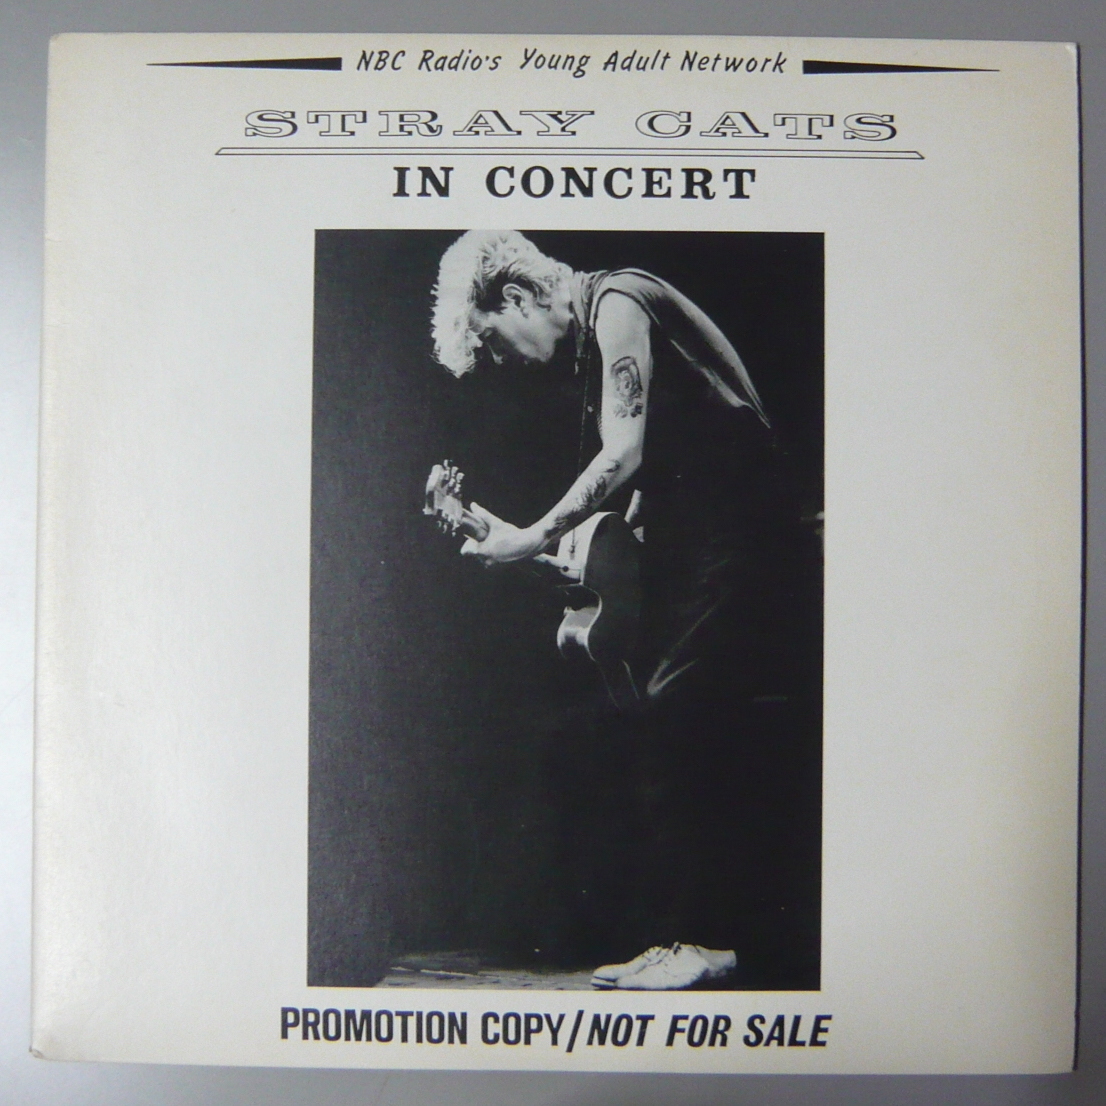 NBC Radio's Young Adult Network
STRAY CATS
IN CONCERT
PROMOTION COPY/NOT FOR SALE